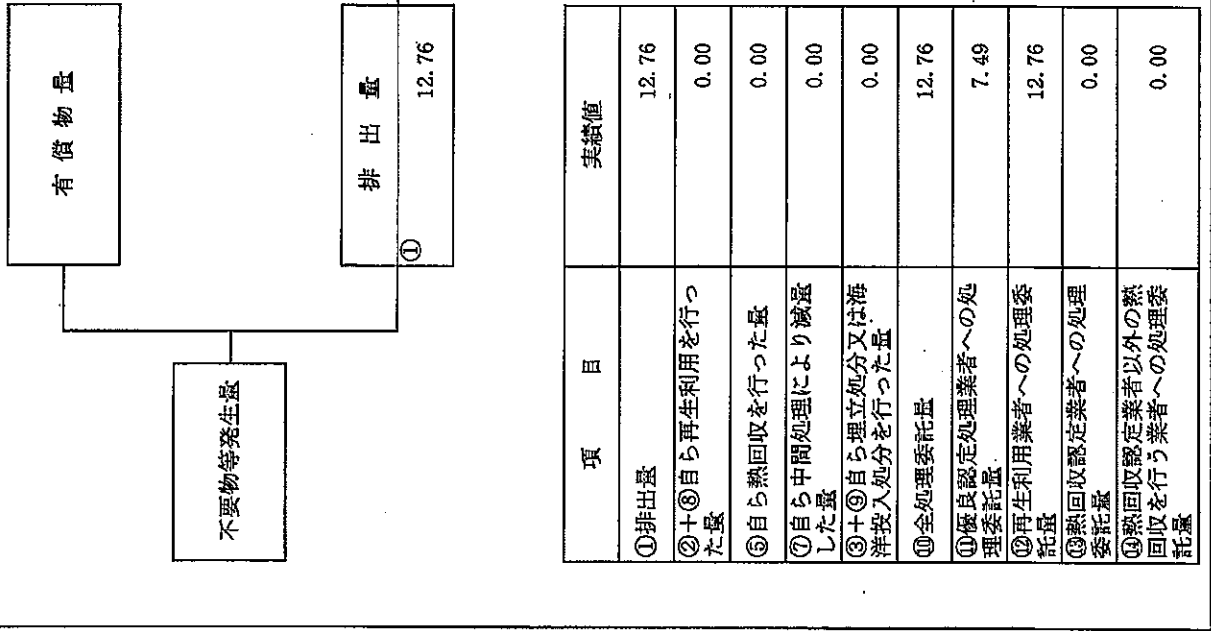 有償物量
不要物等発生量
排出量
①
12.76
項目
実績値
①排出量
12.76
②+⑧自ら再生利用を行っ
た量
0.00
⑤自ら熱回収を行った量
0.00
⑦自ら中間処理により減量
した量
0.00
③+⑨自ら埋立処分又は海
洋投入処分を行った量
0.00
⑩全処理委託量
12.76
⑪優良認定処理業者への処
理委託量
7.49
⑫再生利用業者への処理委
託量
12.76
⑬熱回収認定業者への処理
委託量
0.00
⑭熱回収認定業者以外の熱
回収を行う業者への処理委
託量
0.00